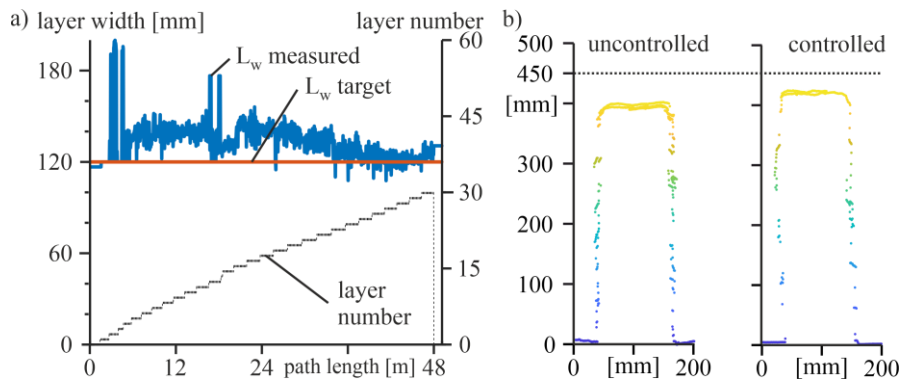 a) layer width [mm] layer number
180 60
L_w measured
L_w target
45
120
30
60
15
layer number
0 0
0 12 24 path length [m] 48
b)
500 uncontrolled controlled
450
[mm]
300
200
100
0
0 [mm] 200 0 [mm] 200